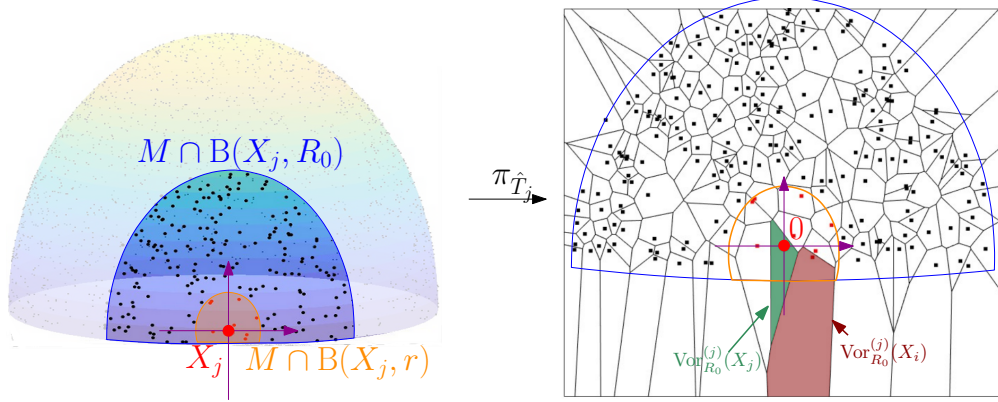 M ∩ B(X_j, R_0)
X_j
M ∩ B(X_j, r)
π_{\hat{T}_j}
0
Vor_{R_0}^{(j)}(X_j)
Vor_{R_0}^{(j)}(X_i)